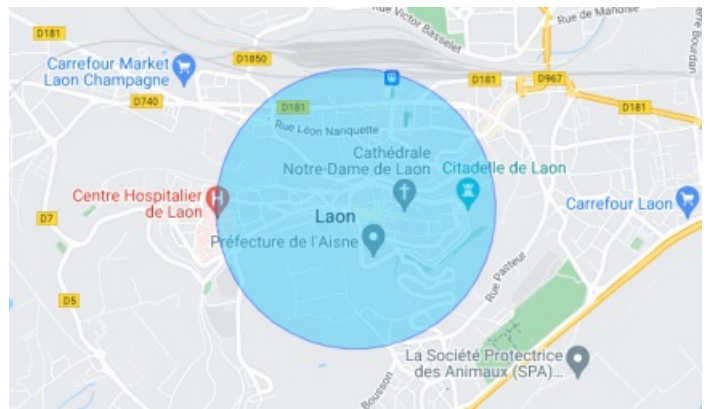 Rue Victor Basselet
Rue de Mandise
D181
Carrefour Market
Laon Champagne
D1850
D181
D967
D740
D181
D181
Rue Léon Nanquette
Cathédrale
Notre-Dame de Laon
Citadelle de Laon
Centre Hospitalier
de Laon
H
Carrefour Laon
D7
Laon
Préfecture de l'Aisne
Rue Pasteur
D5
La Société Protectrice
des Animaux (SPA)...
Bousson